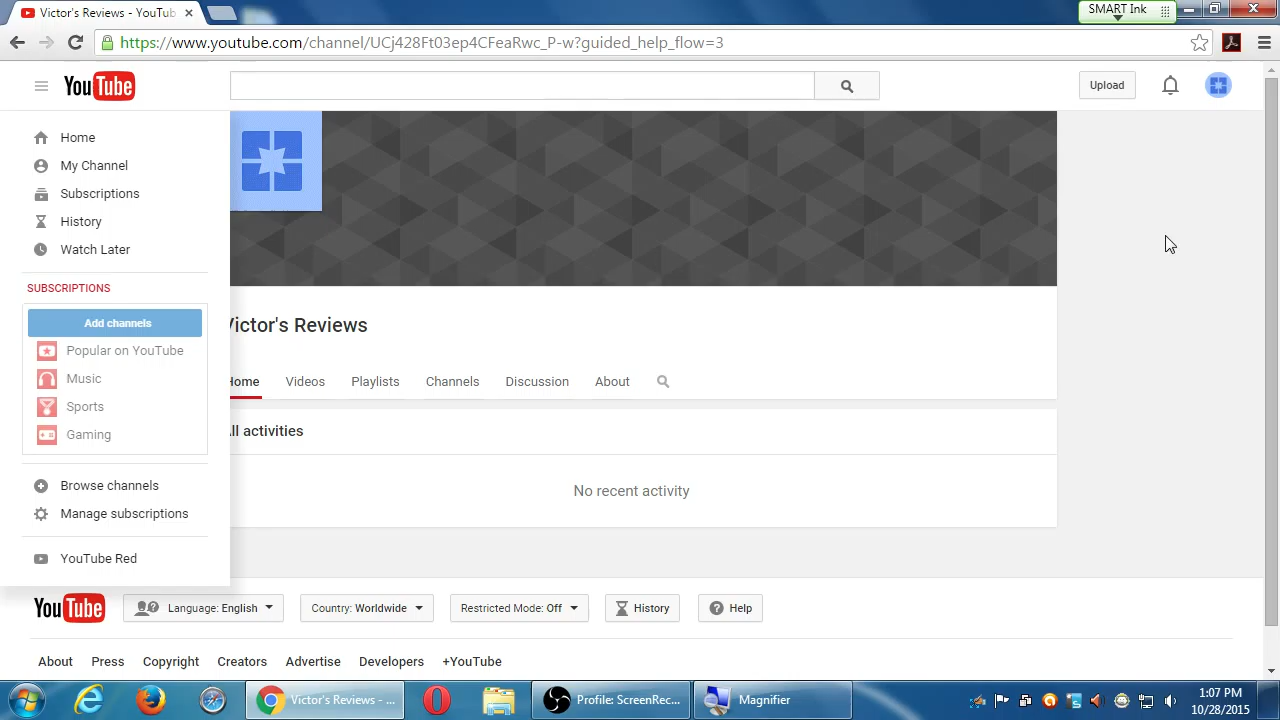 Victor's Reviews - YouTub
SMART Ink
https://www.youtube.com/channel/UCj428Ft03ep4CFeaRwc_P-w?guided_help_flow=3
YouTube
Upload
Home
My Channel
Subscriptions
History
Watch Later
SUBSCRIPTIONS
Add channels
Popular on YouTube
Music
Sports
Gaming
Browse channels
Manage subscriptions
YouTube Red
Victor's Reviews
Home Videos Playlists Channels Discussion About
All activities
No recent activity
YouTube Language: English Country: Worldwide Restricted Mode: Off History Help
About Press Copyright Creators Advertise Developers +YouTube
Victor's Reviews - ... Profile: ScreenRec... Magnifier
1:07 PM
10/28/2015